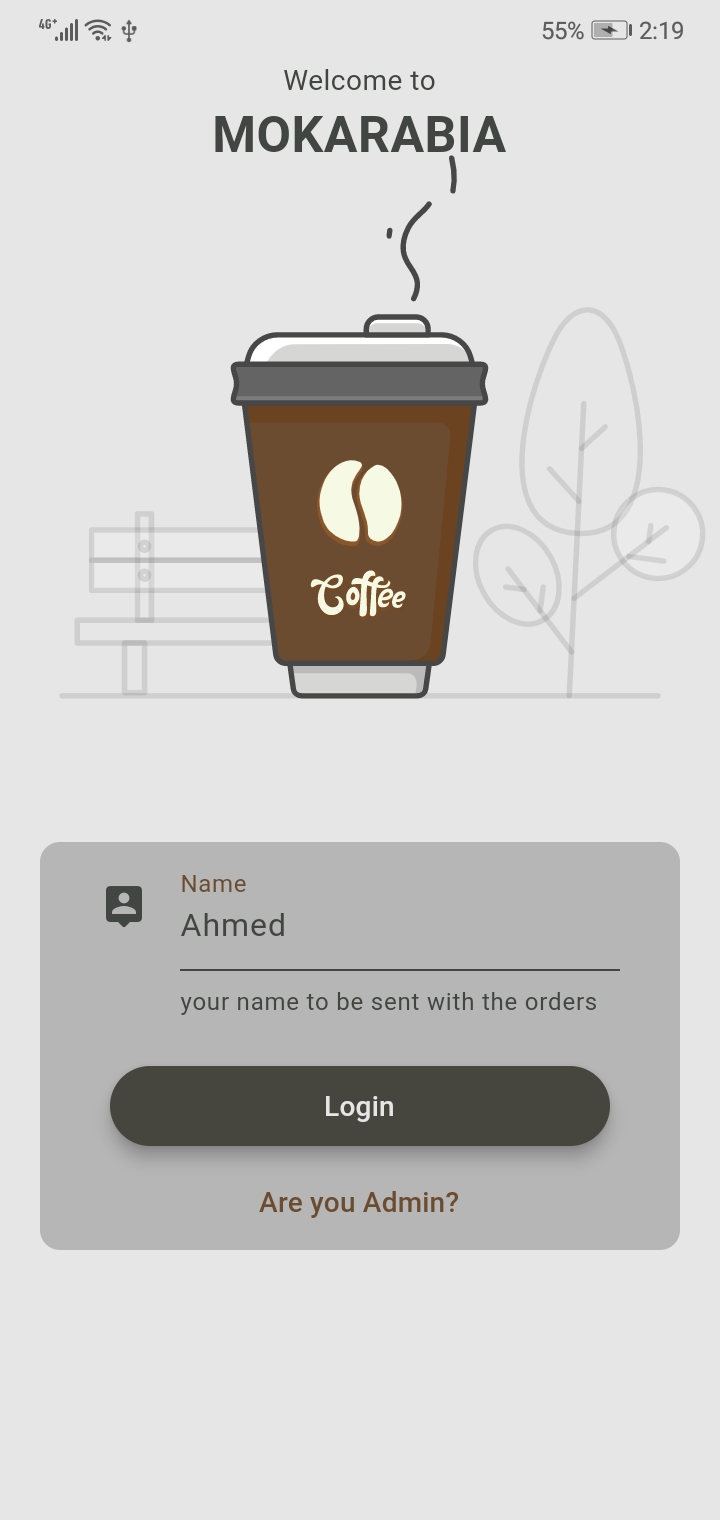 4G+ 55% 2:19
Welcome to
MOKARABIA
Coffee
Name
Ahmed
your name to be sent with the orders
Login
Are you Admin?